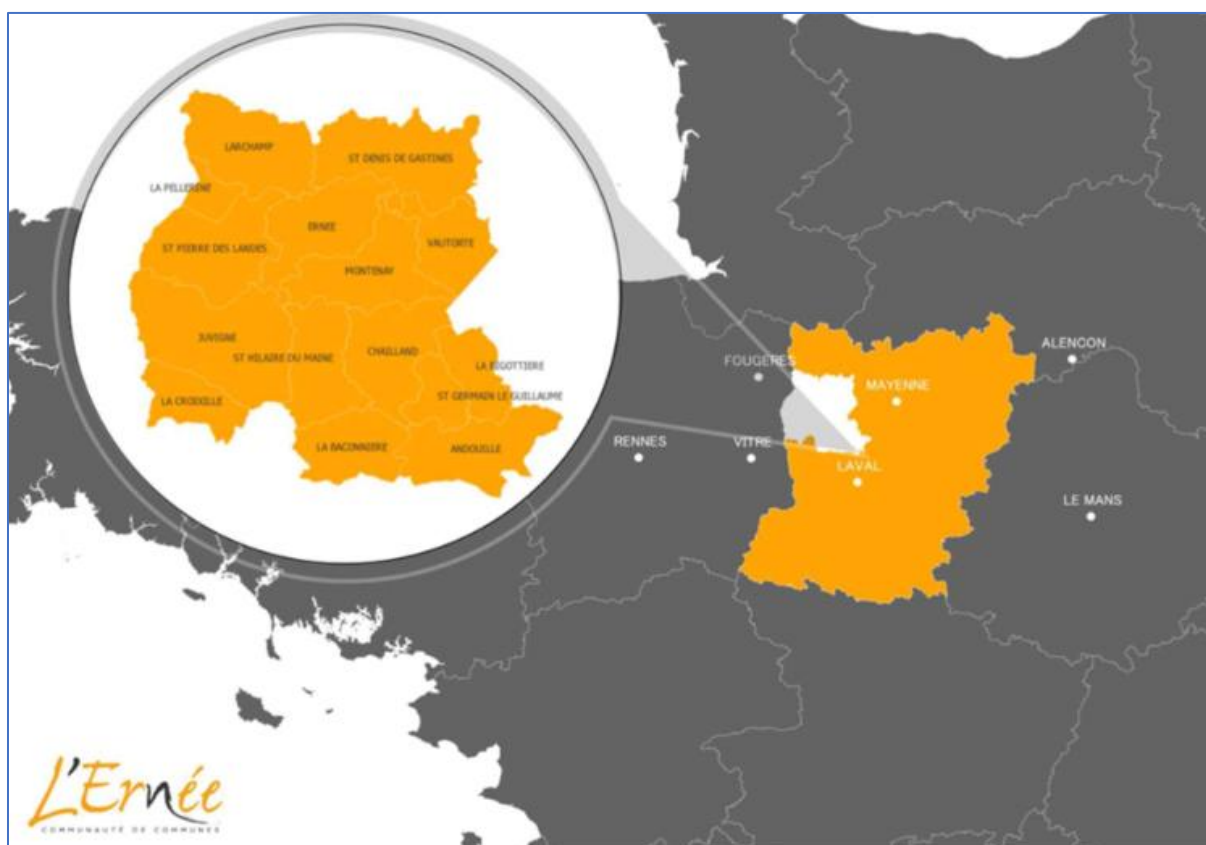 LARCHAMP
ST DENIS DE GASTINES
LA PELLERINE
ERNEE
VAUTORTE
ST PIERRE DES LANDES
MONTENAY
JUVIGNE
ST HILAIRE DU MAINE
CHAILLAND
LA BIGOTTIERE
LA CROIXILLE
ST GERMAIN LE GUILLAUME
LA BACONNIERE
ANDOUILLE
FOUGERES
ALENCON
MAYENNE
RENNES
VITRE
LAVAL
LE MANS
L'Ernée
COMMUNAUTÉ DE COMMUNES